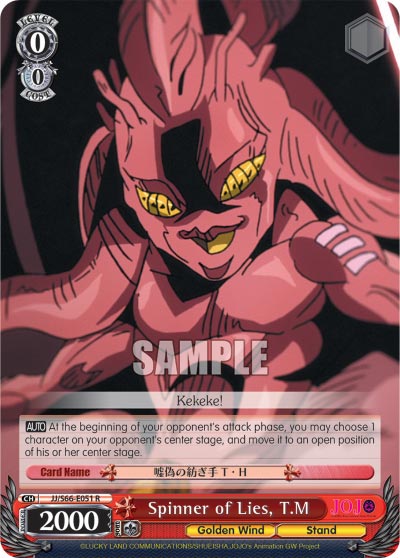 LEVEL
0
0
COST
SAMPLE
Kekeke!
AUTO At the beginning of your opponent's attack phase, you may choose 1
character on your opponent's center stage, and move it to an open position
of his or her center stage.
Card Name 嘘偽の紡ぎ手 T・H
CH JJ/S66-E051 R
Spinner of Lies, T.M
JOJO
POWER
2000
SOUL
Golden Wind Stand
©LUCKY LAND COMMUNICATIONS/SHUEISHA,JOJO's Animation GW Project